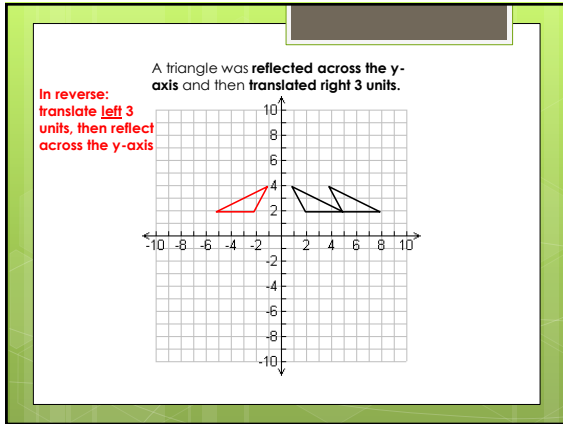 A triangle was reflected across the y-
axis and then translated right 3 units.
In reverse:
translate left 3
units, then reflect
across the y-axis
10
8
6
4
2
-10 -8 -6 -4 -2 2 4 6 8 10
-2
-4
-6
-8
-10